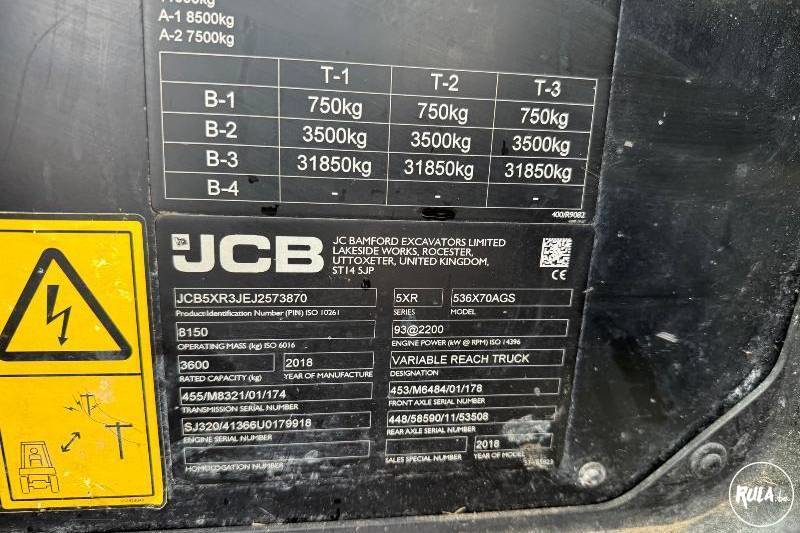 A-1 8500kg
A-2 7500kg
T-1 T-2 T-3
B-1 750kg 750kg 750kg
B-2 3500kg 3500kg 3500kg
B-3 31850kg 31850kg 31850kg
B-4 - - -
400/R9082
JCB
JC BAMFORD EXCAVATORS LIMITED
LAKESIDE WORKS, ROCESTER,
UTTOXETER, UNITED KINGDOM,
ST14 5JP
CE
JCB5XR3JEJ2573870 5XR 536X70AGS
Product Identification Number (PIN) ISO 10261 SERIES MODEL
8150 93@2200
OPERATING MASS (kg) ISO 6016 ENGINE POWER (kW @ RPM) ISO 14396
3600 2018 VARIABLE REACH TRUCK
RATED CAPACITY (kg) YEAR OF MANUFACTURE DESIGNATION
455/M8321/01/174 453/M6484/01/178
TRANSMISSION SERIAL NUMBER FRONT AXLE SERIAL NUMBER
SJ320/41366U0179918 448/58590/11/53508
ENGINE SERIAL NUMBER REAR AXLE SERIAL NUMBER
2018
HOMOLOGATION NUMBER SALES SPECIAL NUMBER YEAR OF MODEL
RULA.be